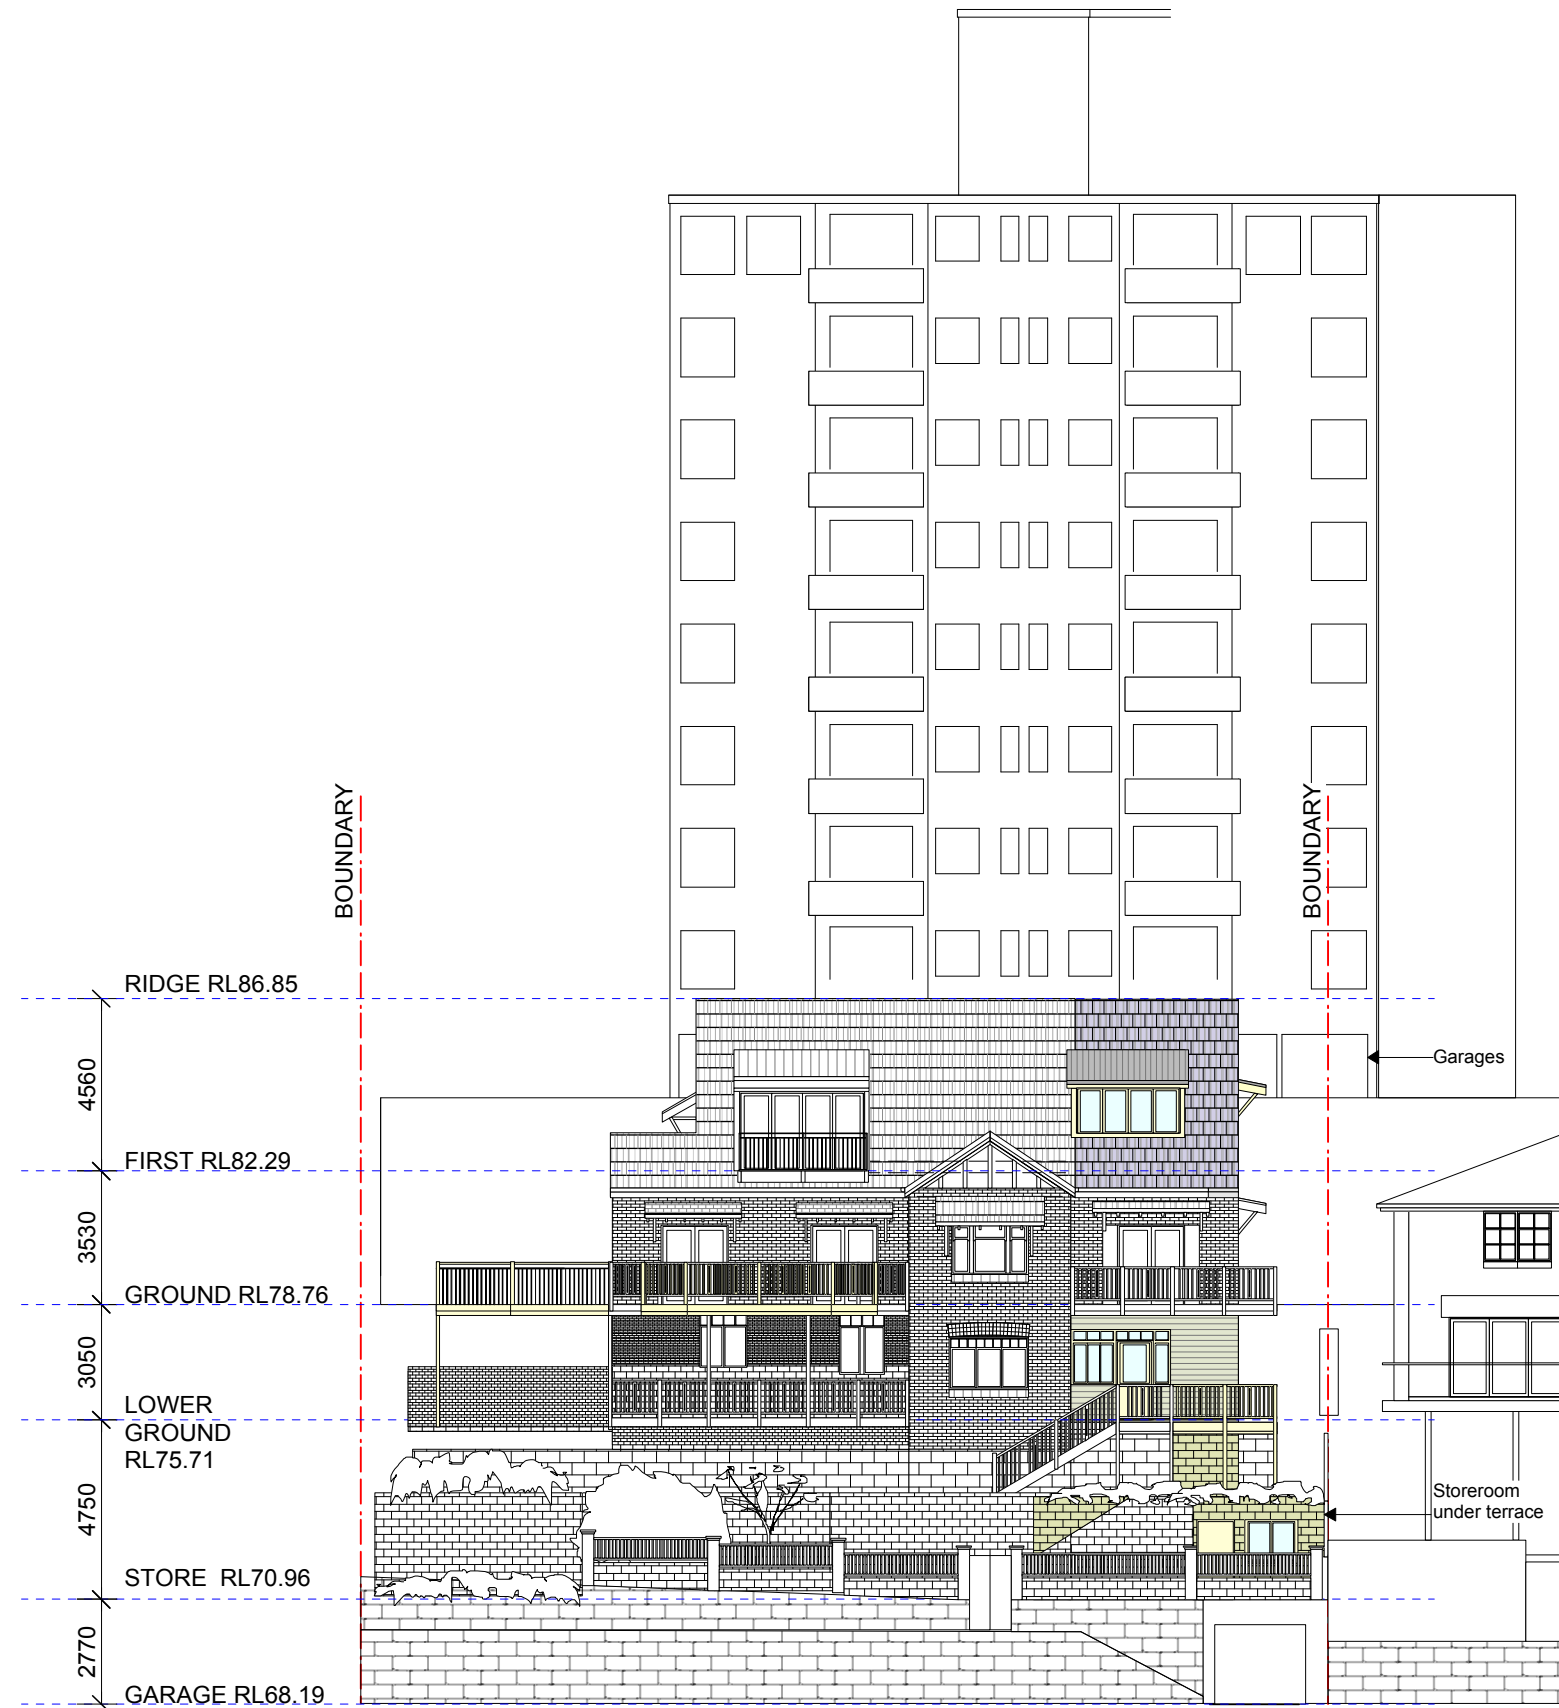 BOUNDARY
BOUNDARY
RIDGE RL86.85
4560
Garages
FIRST RL82.29
3530
GROUND RL78.76
3050
LOWER
GROUND
RL75.71
4750
Storeroom
under terrace
STORE RL70.96
2770
GARAGE RL68.19